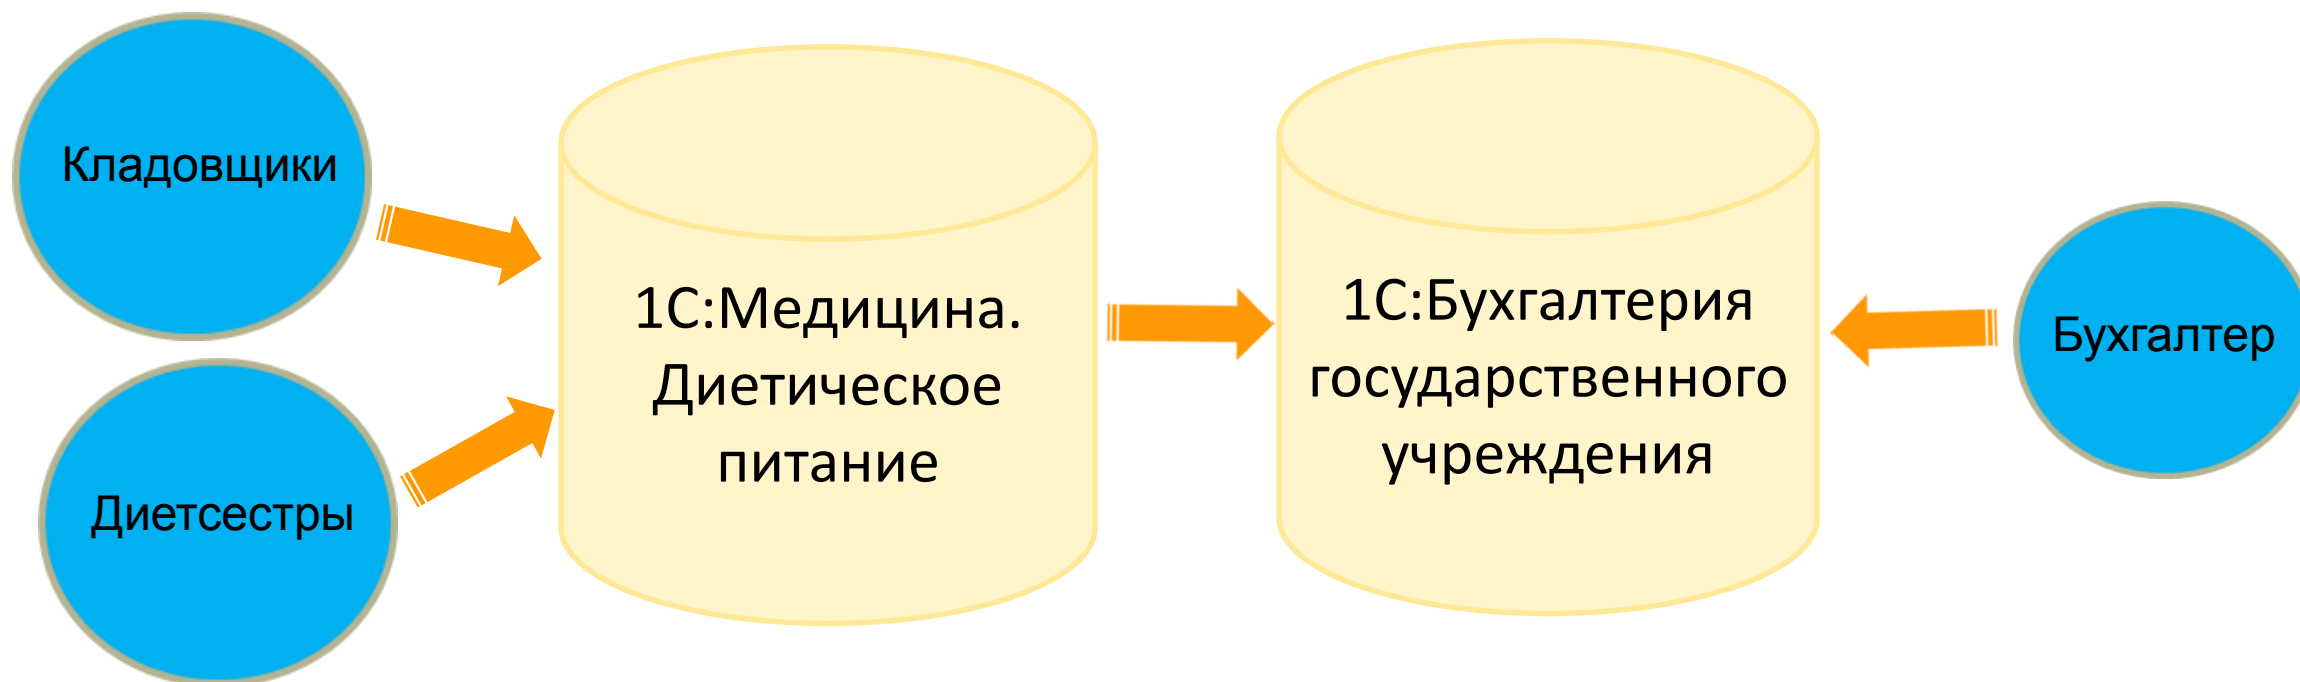 Кладовщики
Диетсестры
1С:Медицина.
Диетическое
питание
1С:Бухгалтерия
государственного
учреждения
Бухгалтер